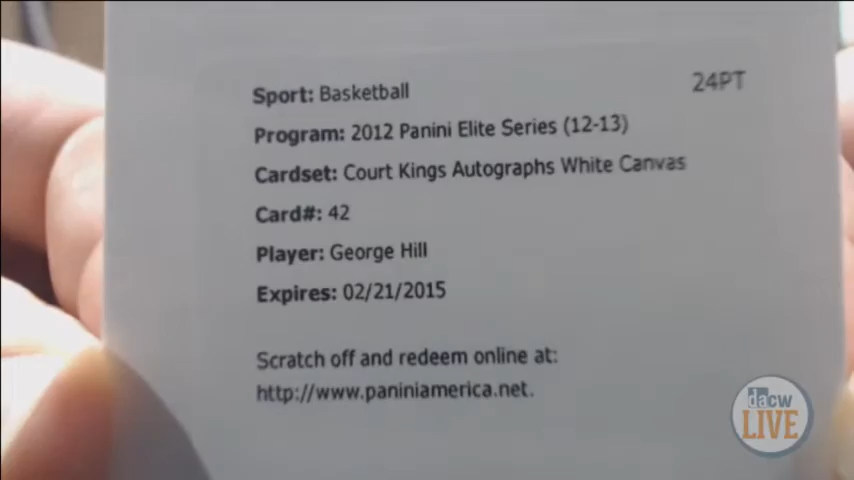 Sport: Basketball
24PT
Program: 2012 Panini Elite Series (12-13)
Cardset: Court Kings Autographs White Canvas
Card#: 42
Player: George Hill
Expires: 02/21/2015
Scratch off and redeem online at:
http://www.paniniamerica.net.
dacw
LIVE